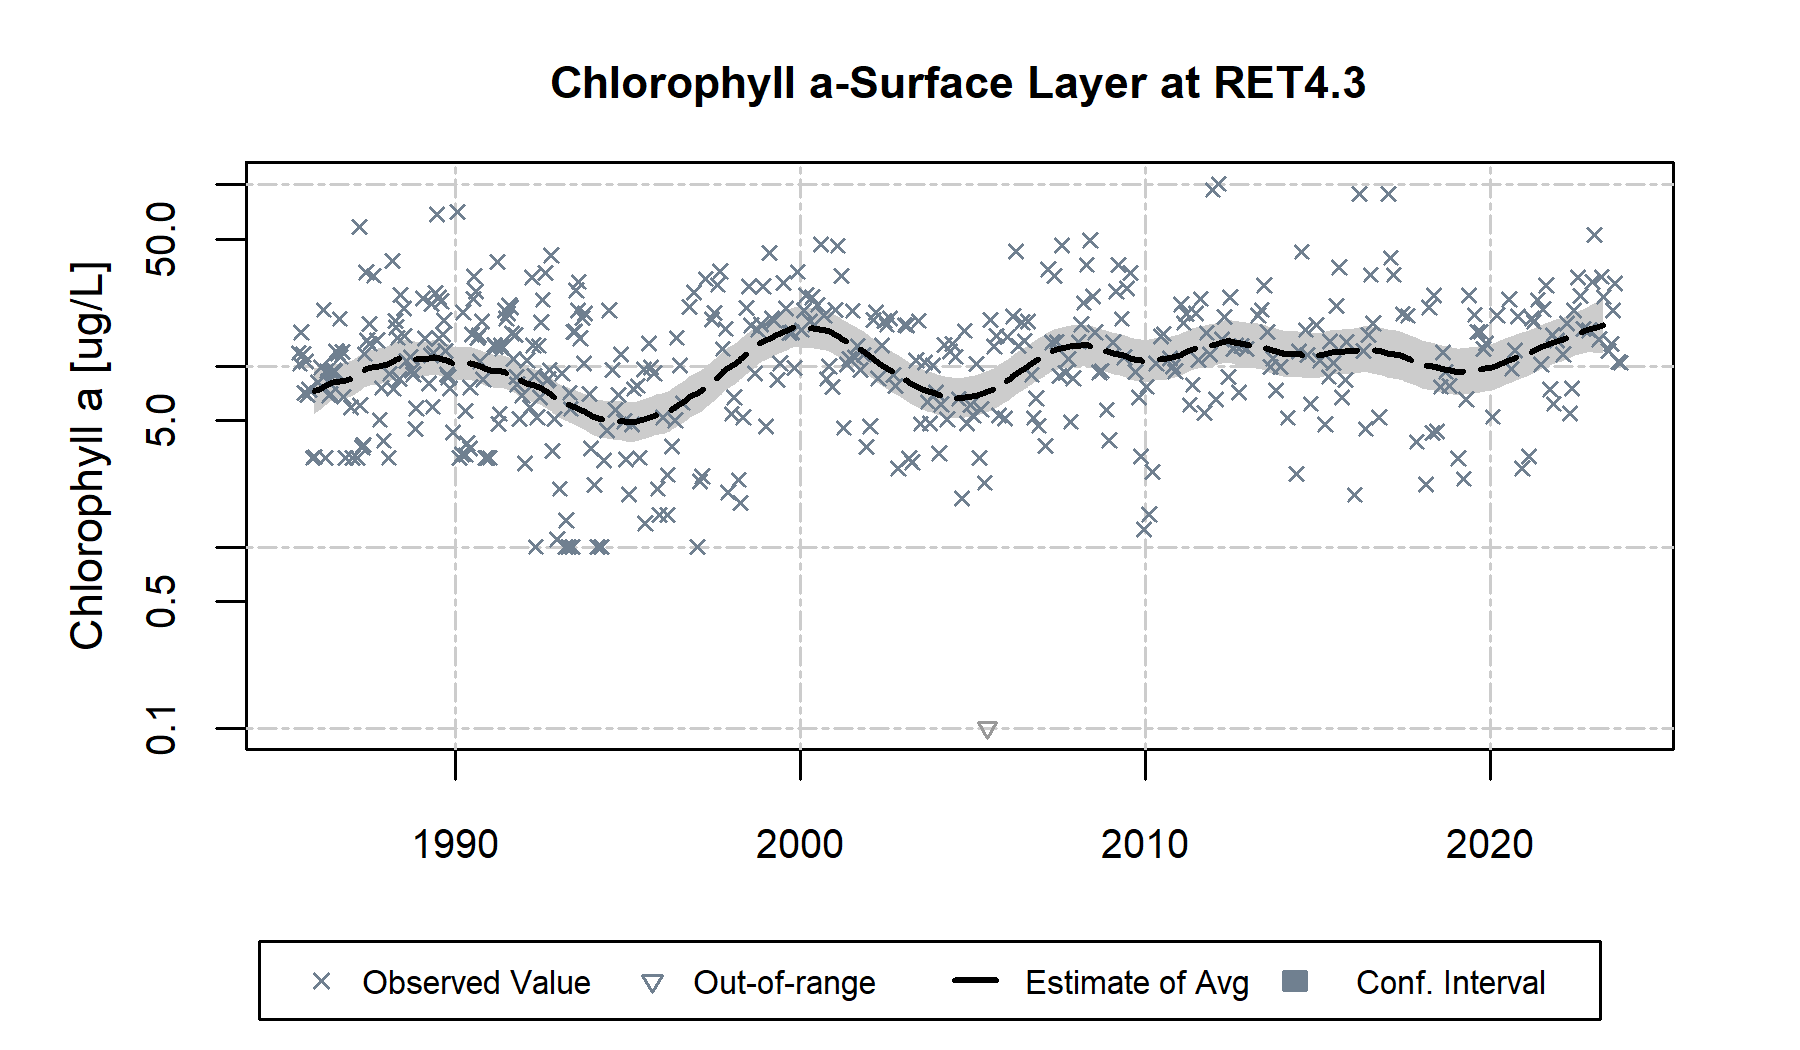 Chlorophyll a-Surface Layer at RET4.3
Chlorophyll a [ug/L]
50.0
5.0
0.5
0.1
1990 2000 2010 2020
Observed Value Out-of-range Estimate of Avg Conf. Interval